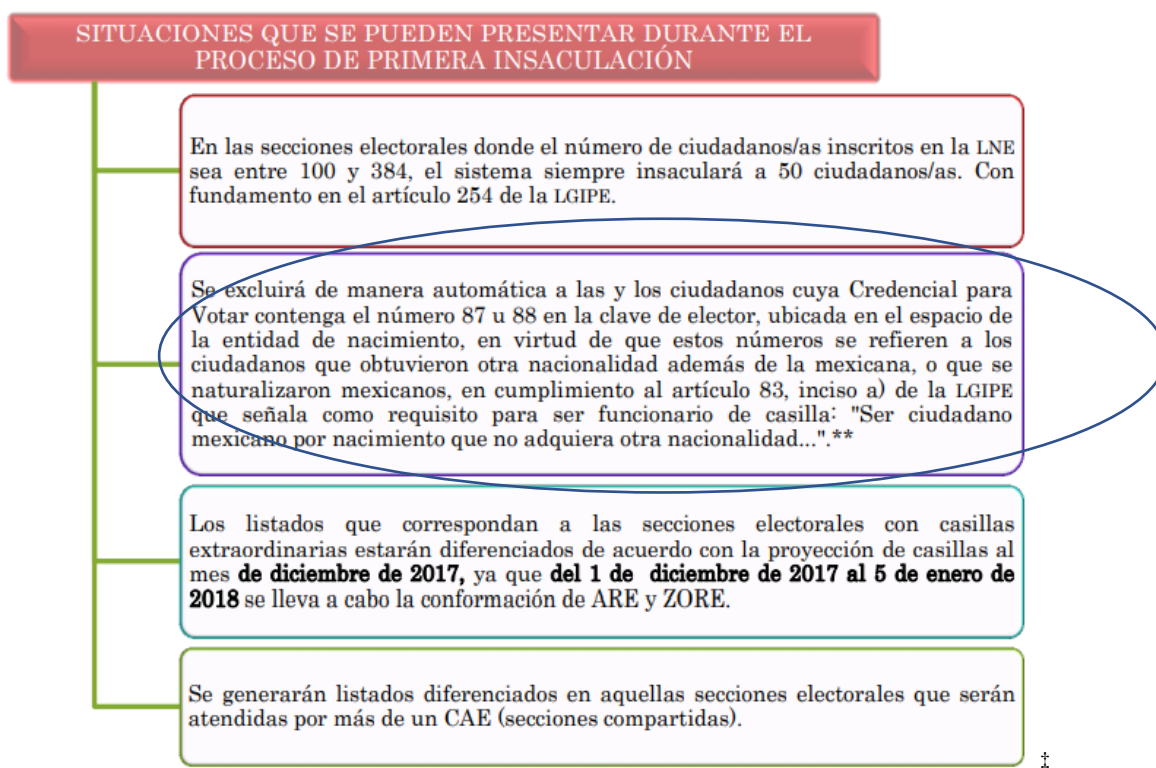 SITUACIONES QUE SE PUEDEN PRESENTAR DURANTE EL
PROCESO DE PRIMERA INSACULACIÓN
En las secciones electorales donde el número de ciudadanos/as inscritos en la LNE
sea entre 100 y 384, el sistema siempre insaculará a 50 ciudadanos/as. Con
fundamento en el artículo 254 de la LGIPE.
Se excluirá de manera automática a las y los ciudadanos cuya Credencial para
Votar contenga el número 87 u 88 en la clave de elector, ubicada en el espacio de
la entidad de nacimiento, en virtud de que estos números se refieren a los
ciudadanos que obtuvieron otra nacionalidad además de la mexicana, o que se
naturalizaron mexicanos, en cumplimiento al artículo 83, inciso a) de la LGIPE
que señala como requisito para ser funcionario de casilla: "Ser ciudadano
mexicano por nacimiento que no adquiera otra nacionalidad...".**
Los listados que correspondan a las secciones electorales con casillas
extraordinarias estarán diferenciados de acuerdo con la proyección de casillas al
mes de diciembre de 2017, ya que del 1 de diciembre de 2017 al 5 de enero de
2018 se lleva a cabo la conformación de ARE y ZORE.
Se generarán listados diferenciados en aquellas secciones electorales que serán
atendidas por más de un CAE (secciones compartidas).
‡